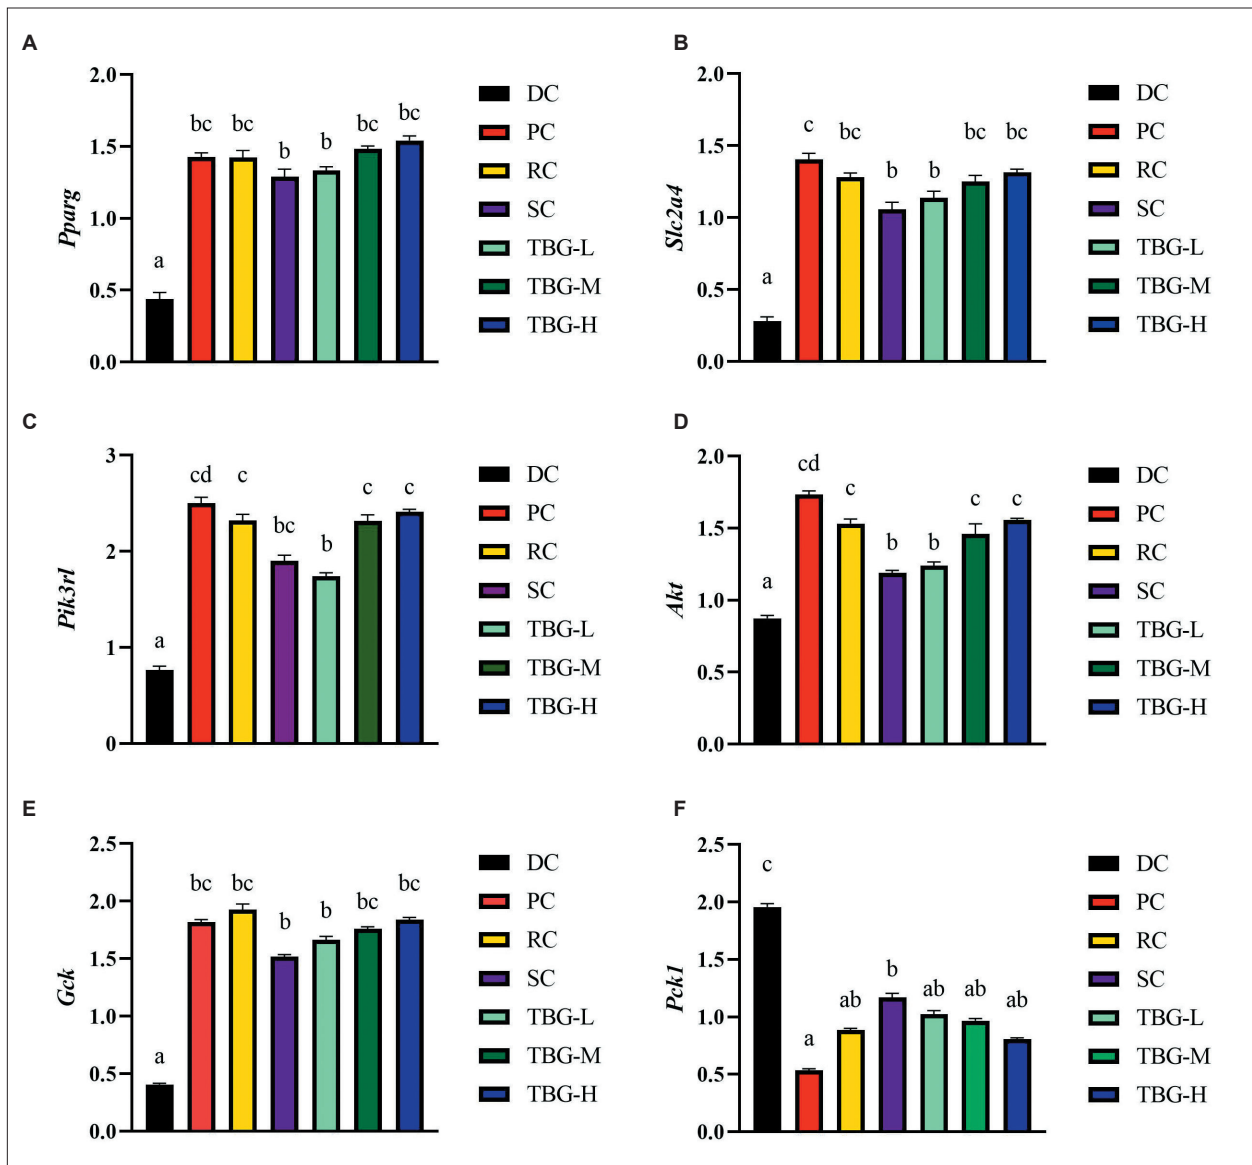 A
Pparg
2.0
1.5
1.0
0.5
0.0
a
bc
bc
b
b
bc
bc
DC
PC
RC
SC
TBG-L
TBG-M
TBG-H
B
Slc2a4
2.0
1.5
1.0
0.5
0.0
a
c
bc
b
b
bc
bc
DC
PC
RC
SC
TBG-L
TBG-M
TBG-H
C
Pik3rl
3
2
1
0
a
cd
c
bc
b
c
c
DC
PC
RC
SC
TBG-L
TBG-M
TBG-H
D
Akt
2.0
1.5
1.0
0.5
0.0
a
cd
c
b
b
c
c
DC
PC
RC
SC
TBG-L
TBG-M
TBG-H
E
Gck
2.5
2.0
1.5
1.0
0.5
0.0
a
bc
bc
b
b
bc
bc
DC
PC
RC
SC
TBG-L
TBG-M
TBG-H
F
Pck1
2.5
2.0
1.5
1.0
0.5
0.0
c
a
ab
b
ab
ab
ab
DC
PC
RC
SC
TBG-L
TBG-M
TBG-H